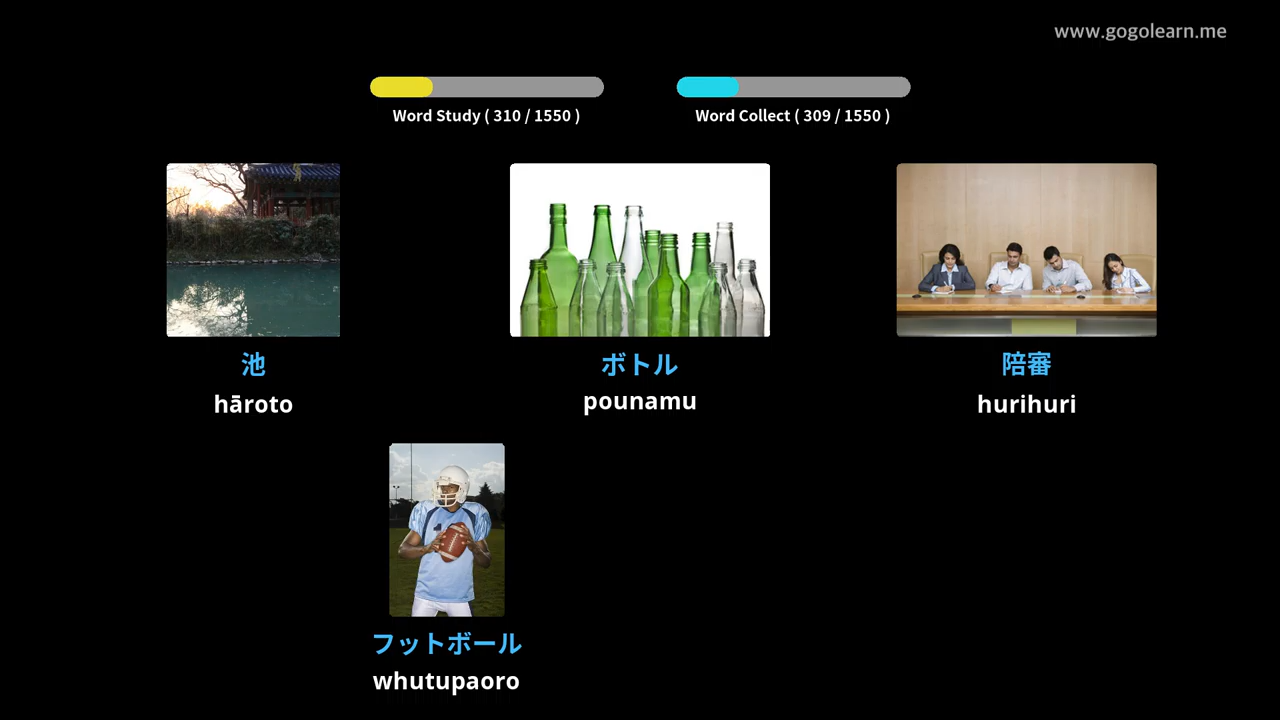 www.gogolearn.me
Word Study ( 310 / 1550 )
Word Collect ( 309 / 1550 )
池
hāroto
ボトル
pounamu
陪審
hurihuri
フットボール
whutupaoro